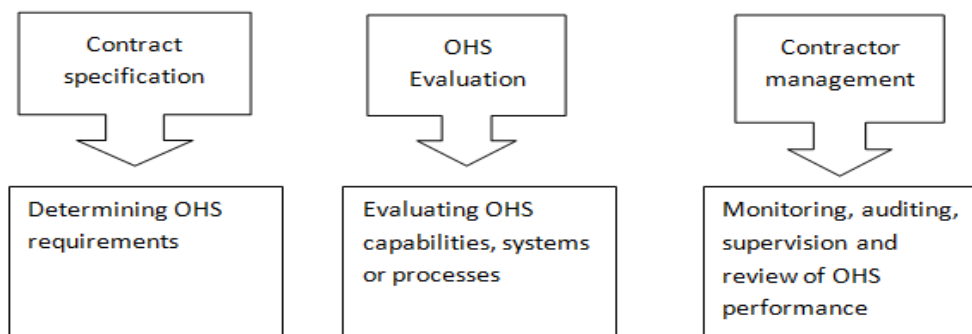 Contract
specification
OHS
Evaluation
Contractor
management
Determining OHS
requirements
Evaluating OHS
capabilities, systems
or processes
Monitoring, auditing,
supervision and
review of OHS
performance